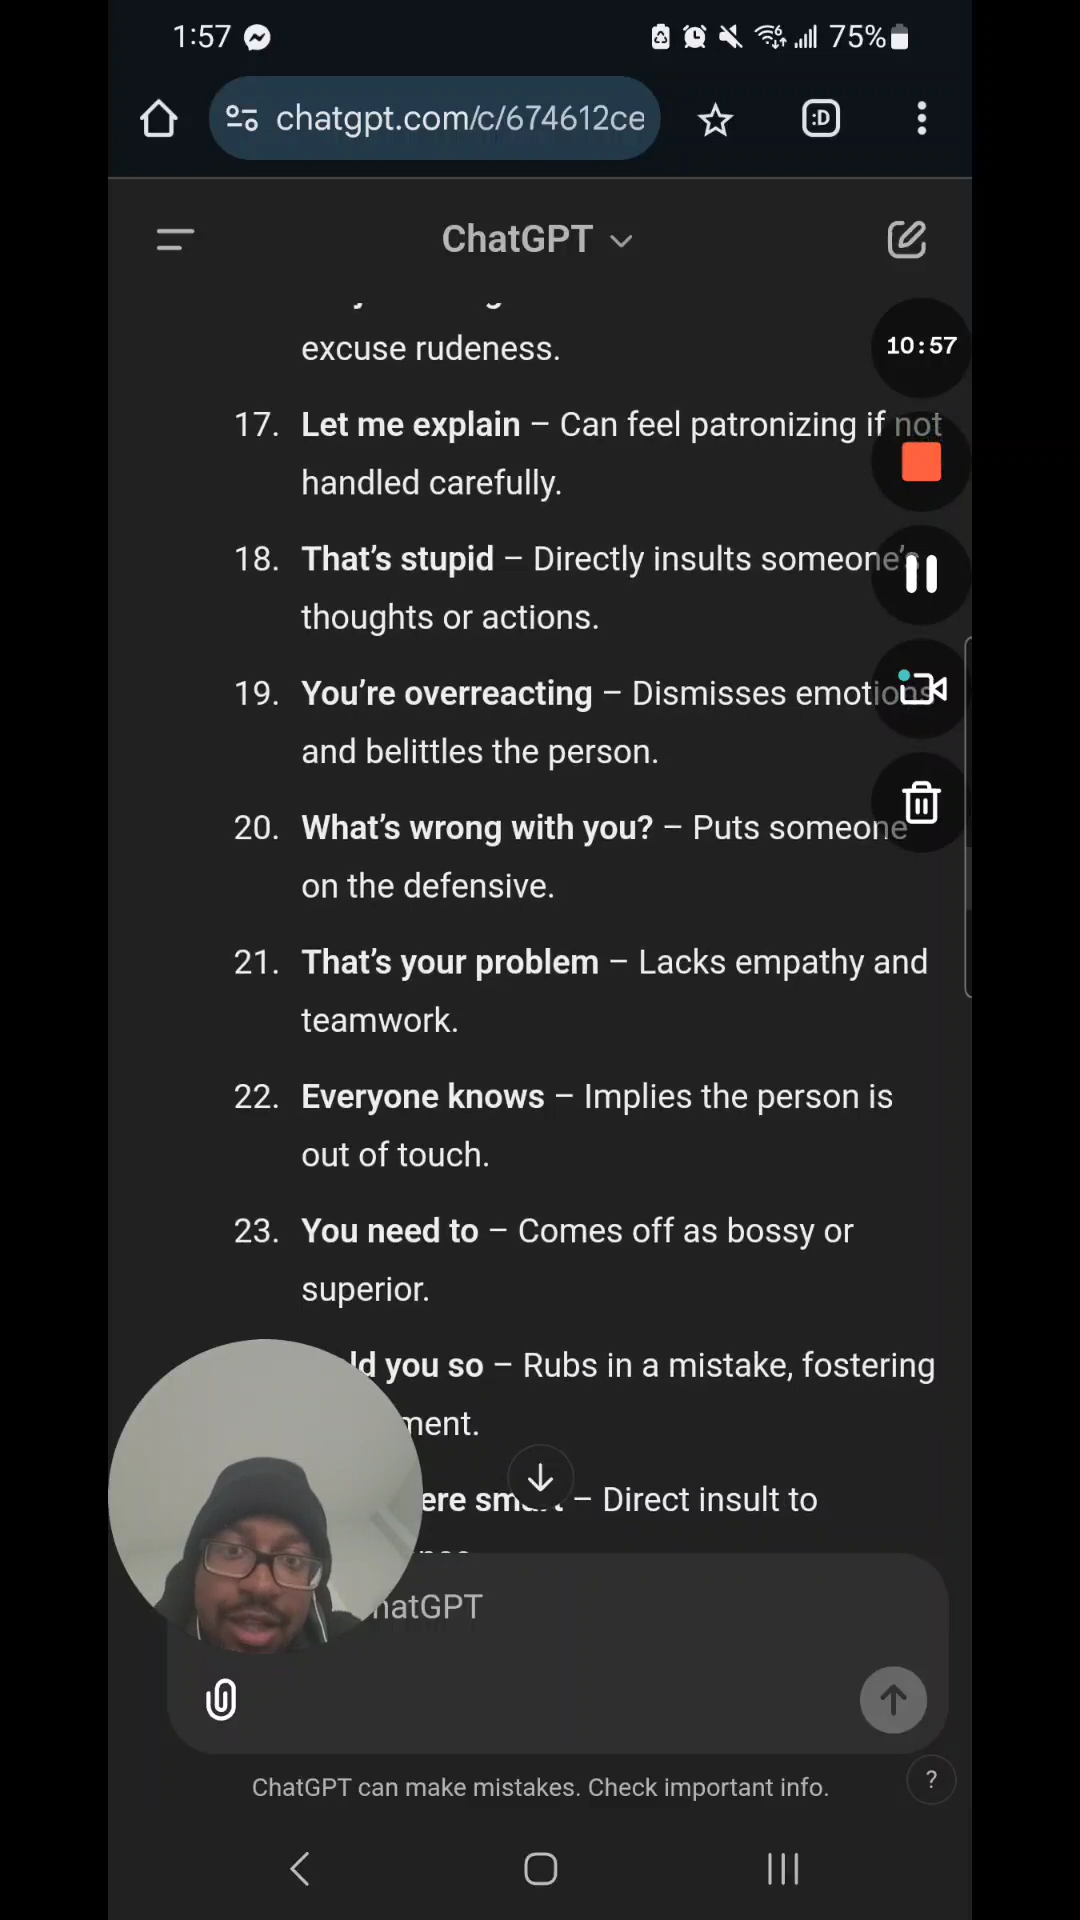 1:57
75%
chatgpt.com/c/674612ce
:D
ChatGPT
excuse rudeness.
10:57
17. Let me explain – Can feel patronizing if not
handled carefully.
18. That's stupid – Directly insults someone's
thoughts or actions.
19. You're overreacting – Dismisses emotions
and belittles the person.
20. What's wrong with you? – Puts someone
on the defensive.
21. That's your problem – Lacks empathy and
teamwork.
22. Everyone knows – Implies the person is
out of touch.
23. You need to – Comes off as bossy or
superior.
you so – Rubs in a mistake, fostering
– Direct insult to
ChatGPT can make mistakes. Check important info.
?